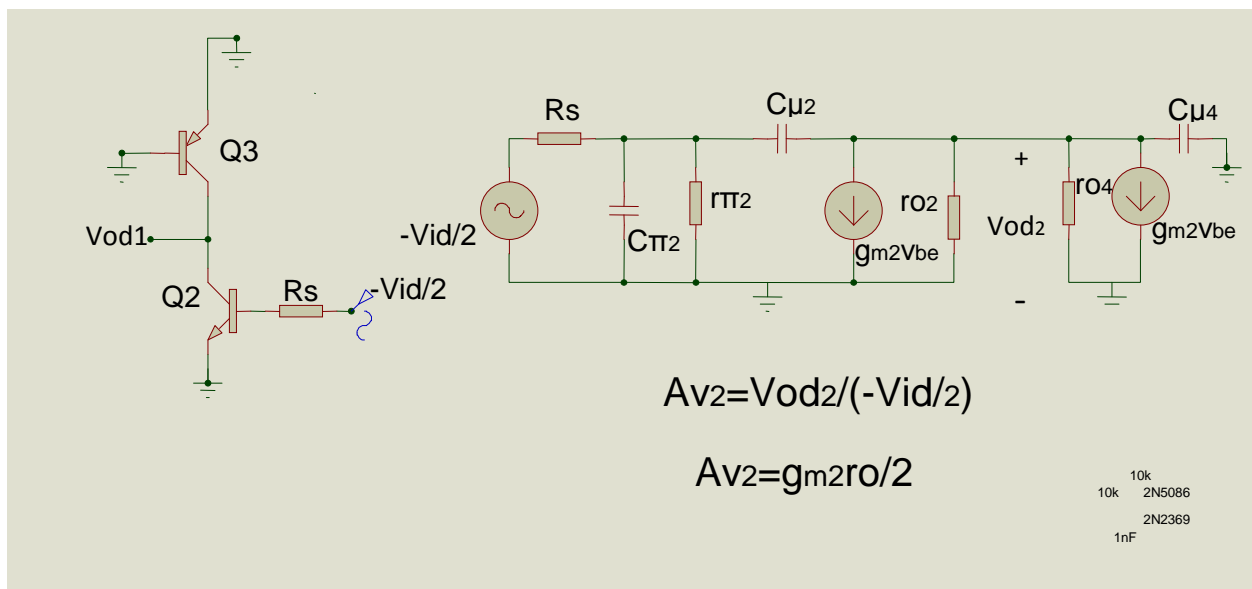 Q3
Vod1
Q2
Rs
-Vid/2
Rs
-Vid/2
Cπ2
rπ2
Cμ2
gm2vbe
ro2
+
Vod2
-
ro4
gm2vbe
Cμ4
Av2=Vod2/(-Vid/2)
Av2=gm2ro/2
10k
10k 2N5086
2N2369
1nF